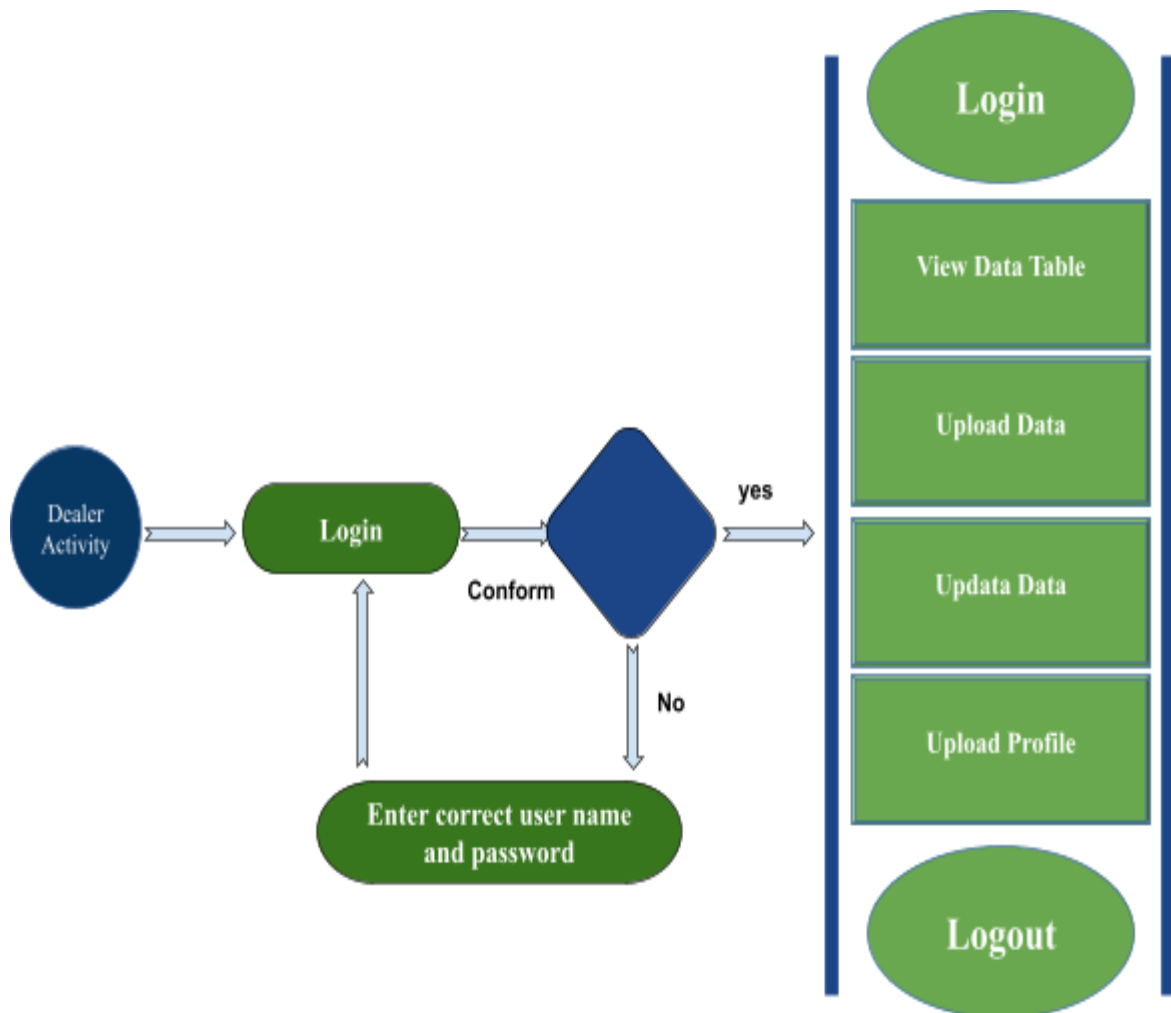 Dealer
Activity
Login
Conform
yes
No
Enter correct user name
and password
Login
View Data Table
Upload Data
Updata Data
Upload Profile
Logout